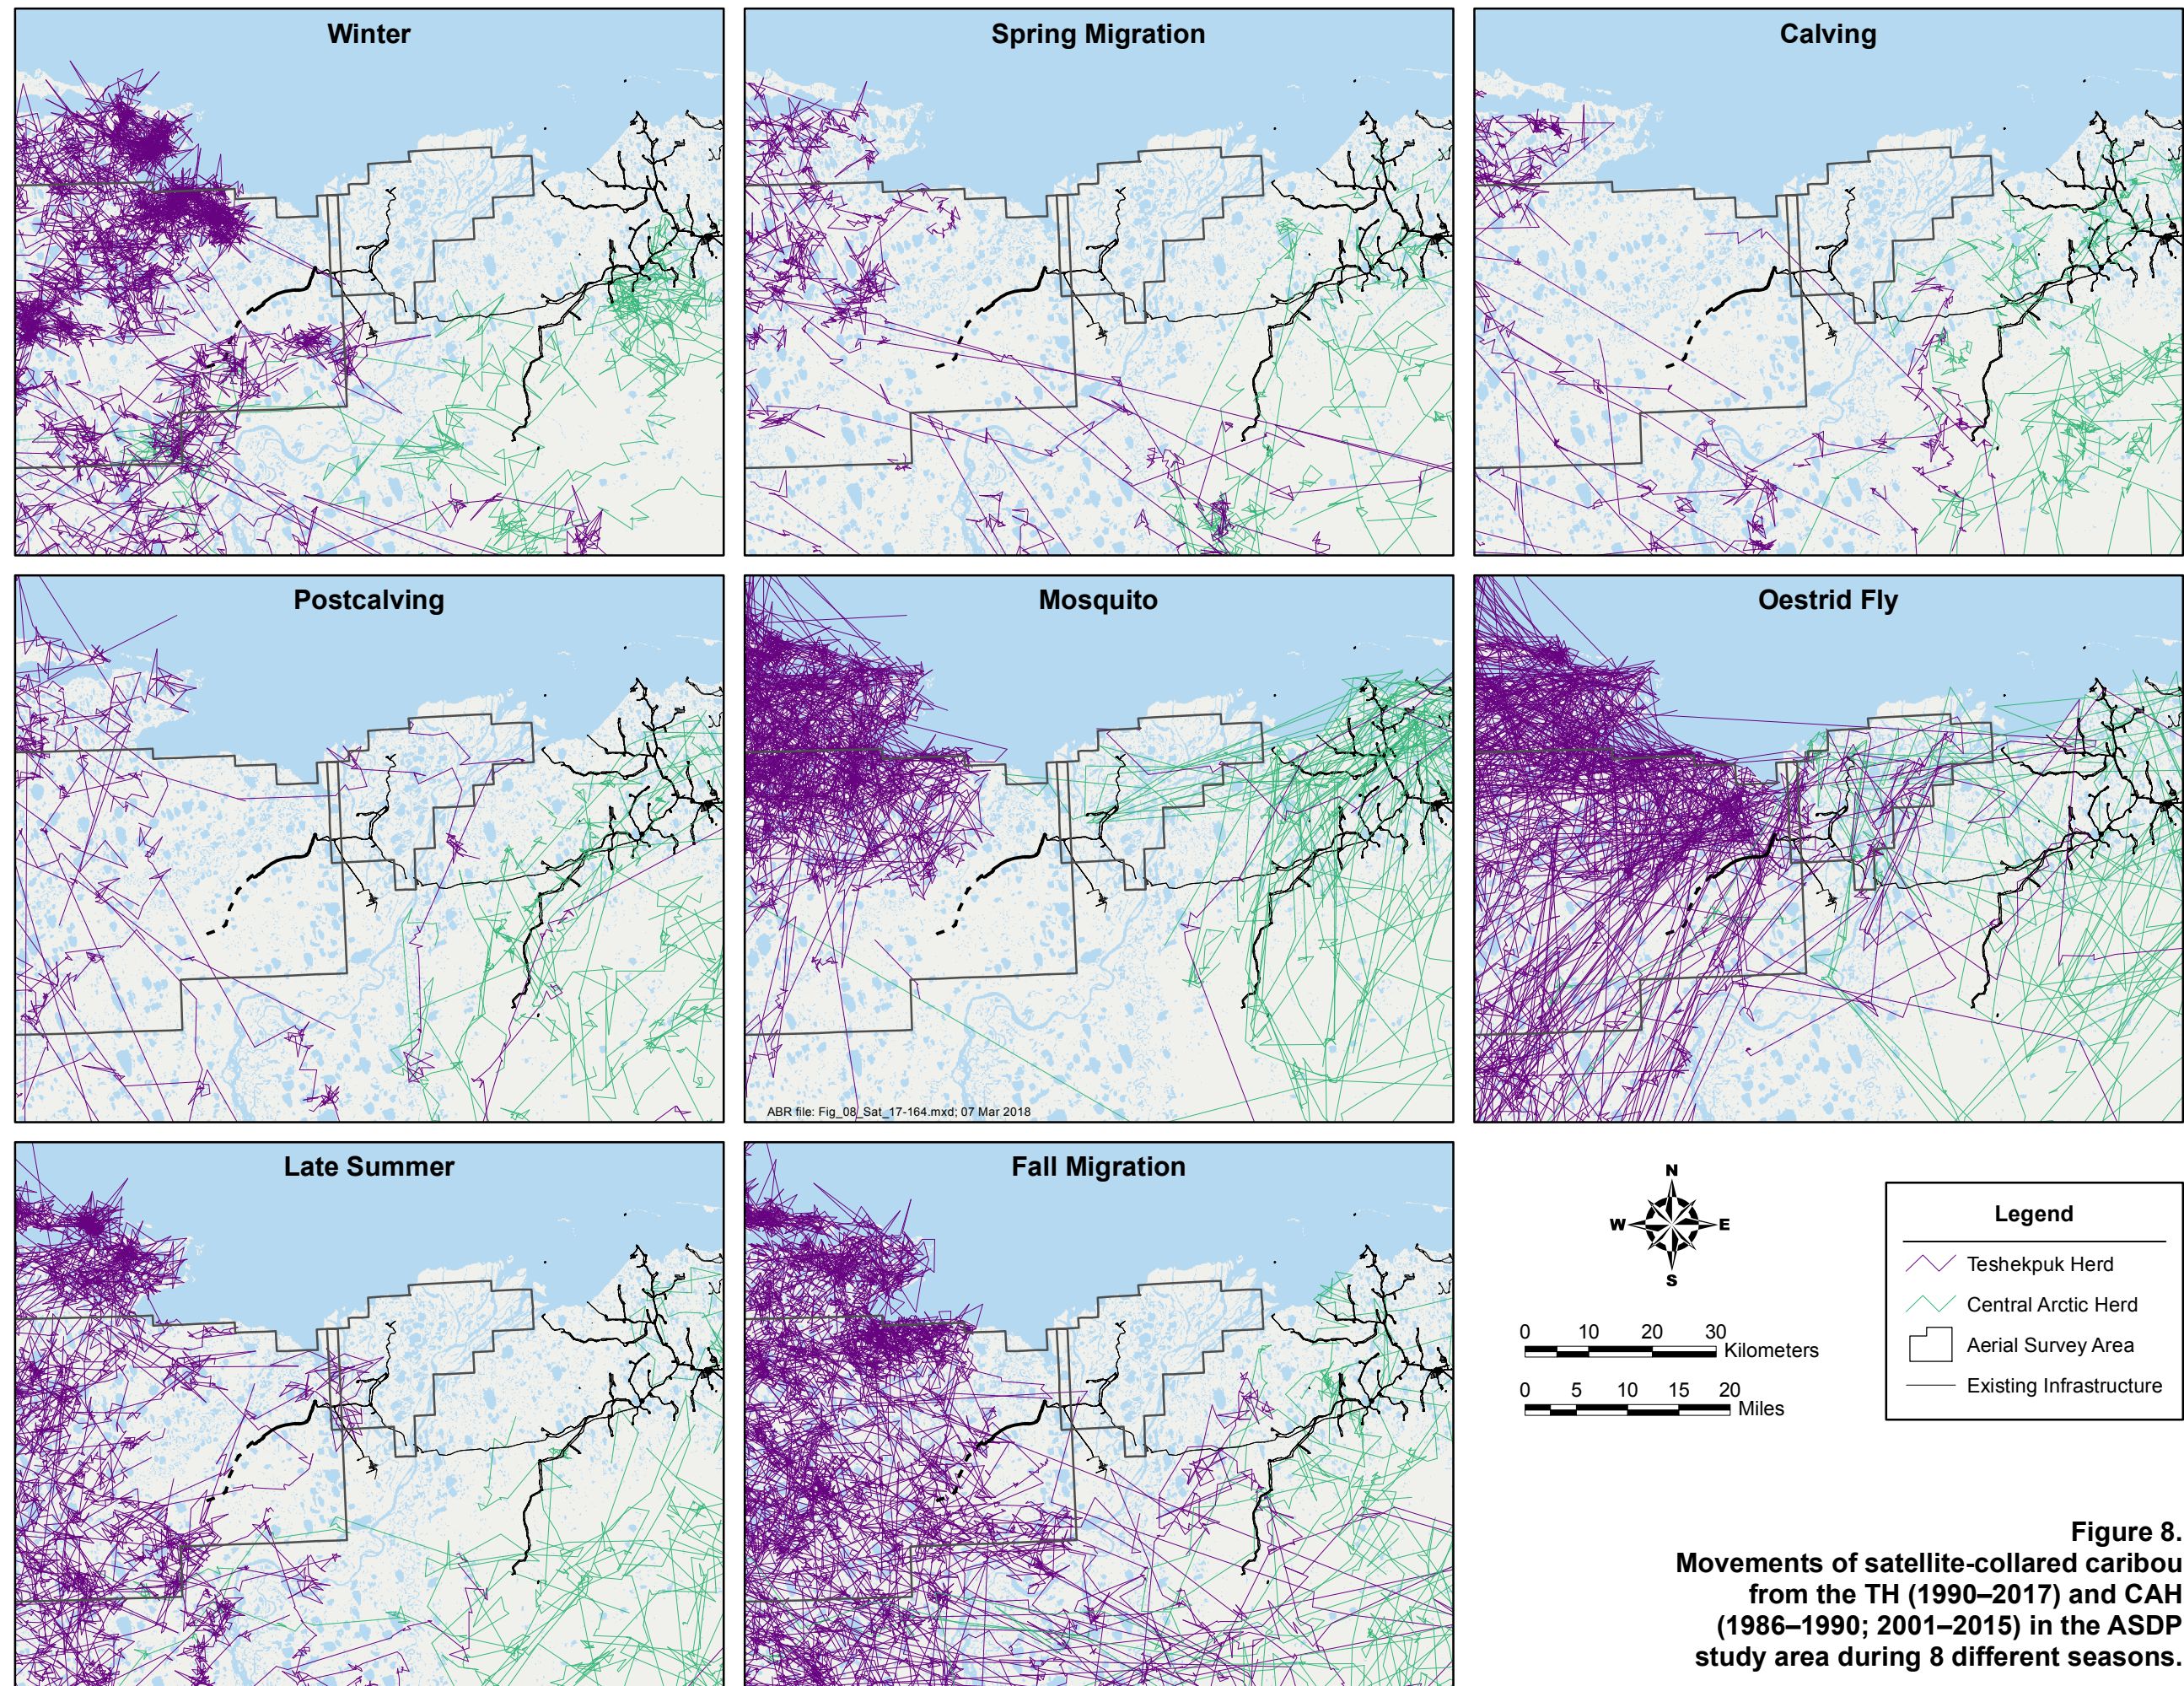 Winter
Spring Migration
Calving
Postcalving
Mosquito
Oestrid Fly
ABR file: Fig_08_Sat_17-164.mxd; 07 Mar 2018
Late Summer
Fall Migration
N
W E
S
0 10 20 30
Kilometers
0 5 10 15 20
Miles
Legend
Teshekpuk Herd
Central Arctic Herd
Aerial Survey Area
Existing Infrastructure
Figure 8.
Movements of satellite-collared caribou
from the TH (1990–2017) and CAH
(1986–1990; 2001–2015) in the ASDP
study area during 8 different seasons.